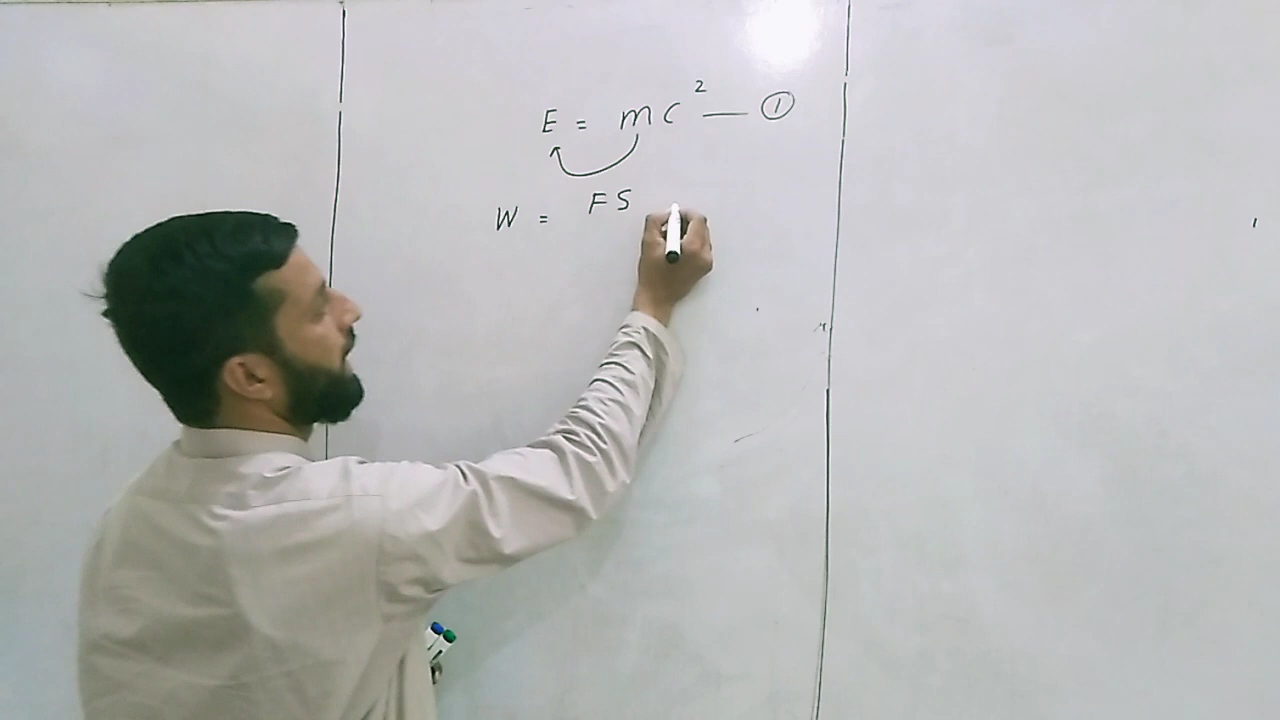 E = mc² — ①
W = FS